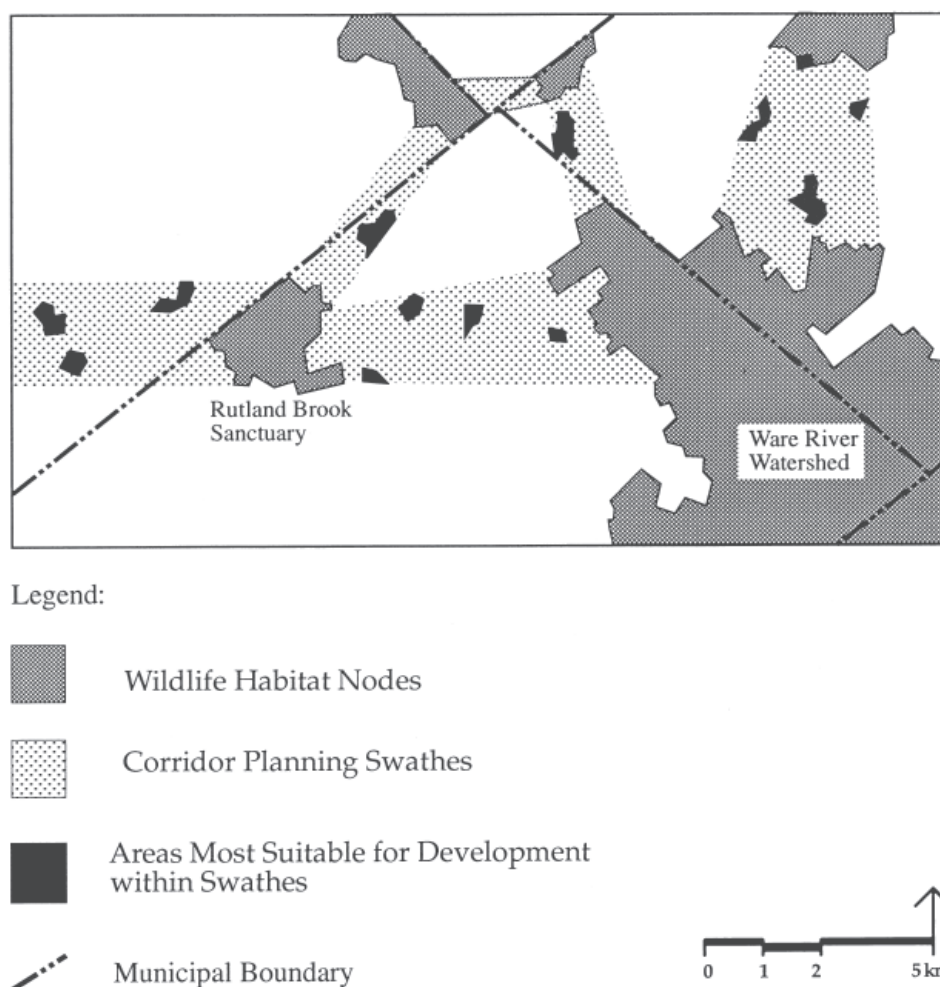 Rutland Brook
Sanctuary
Ware River
Watershed
Legend:
Wildlife Habitat Nodes
Corridor Planning Swathes
Areas Most Suitable for Development
within Swathes
Municipal Boundary
0 1 2 5 km